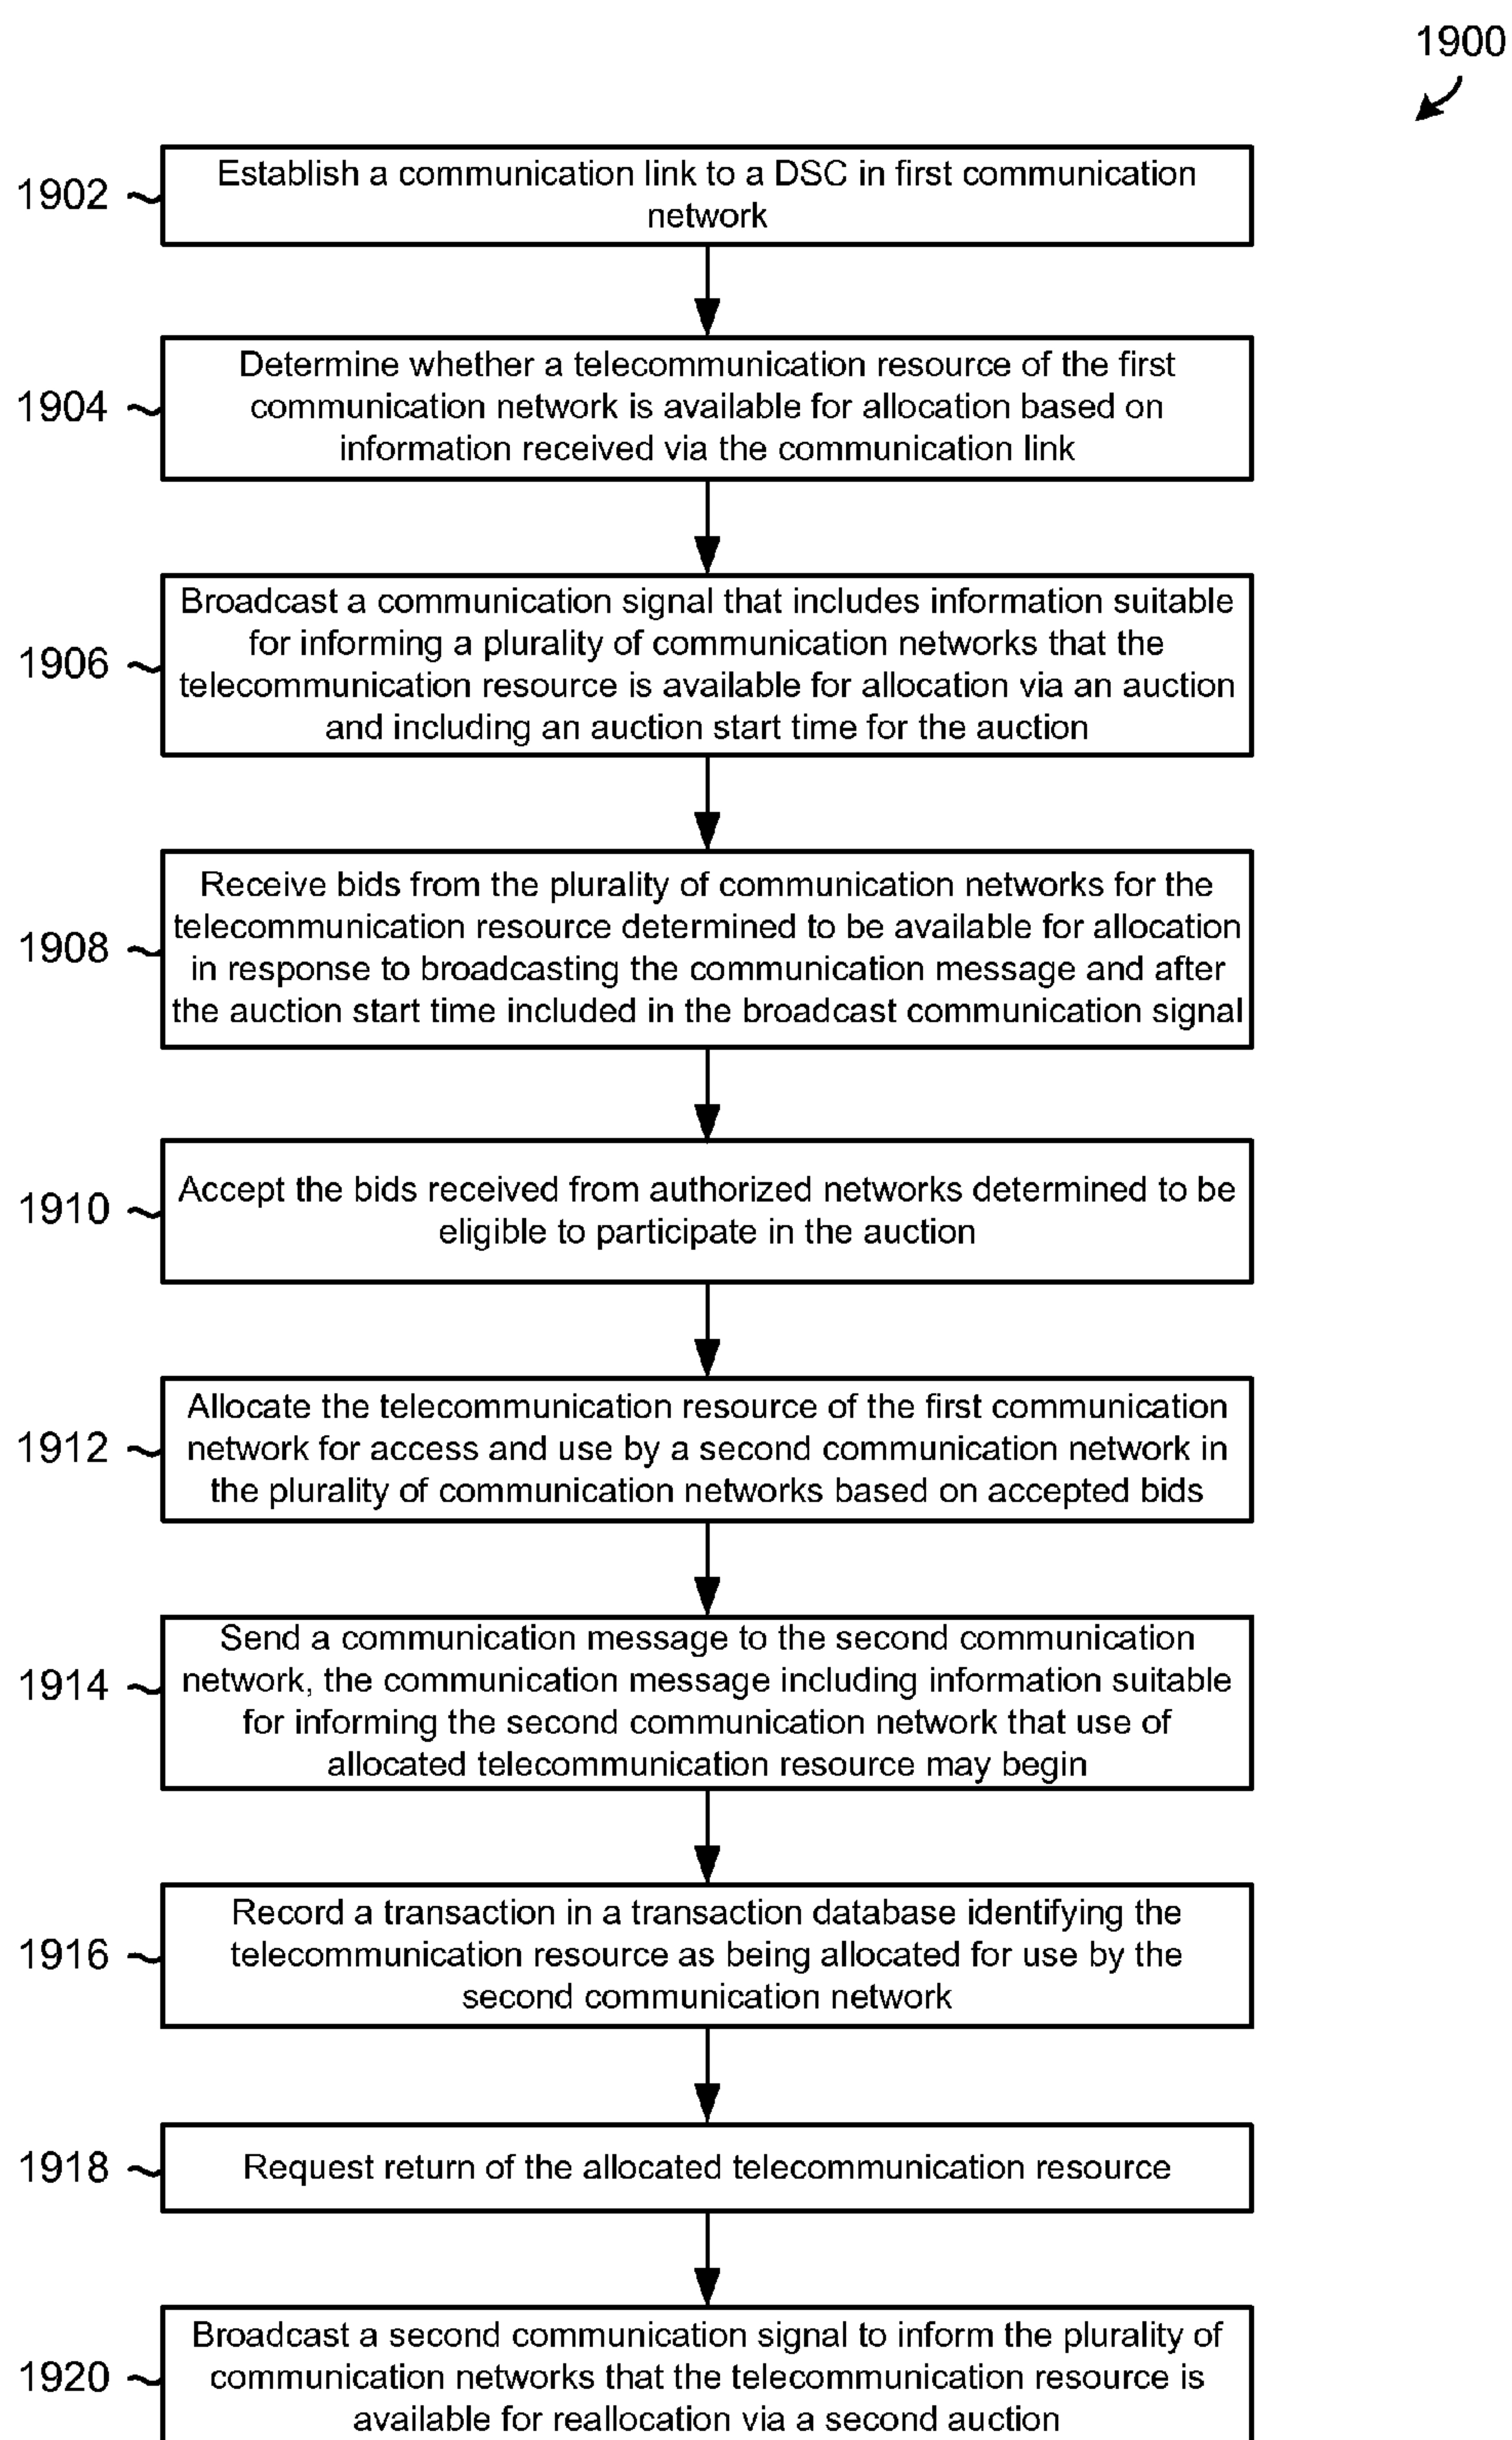 1900
1902
Establish a communication link to a DSC in first communication
network
1904
Determine whether a telecommunication resource of the first
communication network is available for allocation based on
information received via the communication link
1906
Broadcast a communication signal that includes information suitable
for informing a plurality of communication networks that the
telecommunication resource is available for allocation via an auction
and including an auction start time for the auction
1908
Receive bids from the plurality of communication networks for the
telecommunication resource determined to be available for allocation
in response to broadcasting the communication message and after
the auction start time included in the broadcast communication signal
1910
Accept the bids received from authorized networks determined to be
eligible to participate in the auction
1912
Allocate the telecommunication resource of the first communication
network for access and use by a second communication network in
the plurality of communication networks based on accepted bids
1914
Send a communication message to the second communication
network, the communication message including information suitable
for informing the second communication network that use of
allocated telecommunication resource may begin
1916
Record a transaction in a transaction database identifying the
telecommunication resource as being allocated for use by the
second communication network
1918
Request return of the allocated telecommunication resource
1920
Broadcast a second communication signal to inform the plurality of
communication networks that the telecommunication resource is
available for reallocation via a second auction